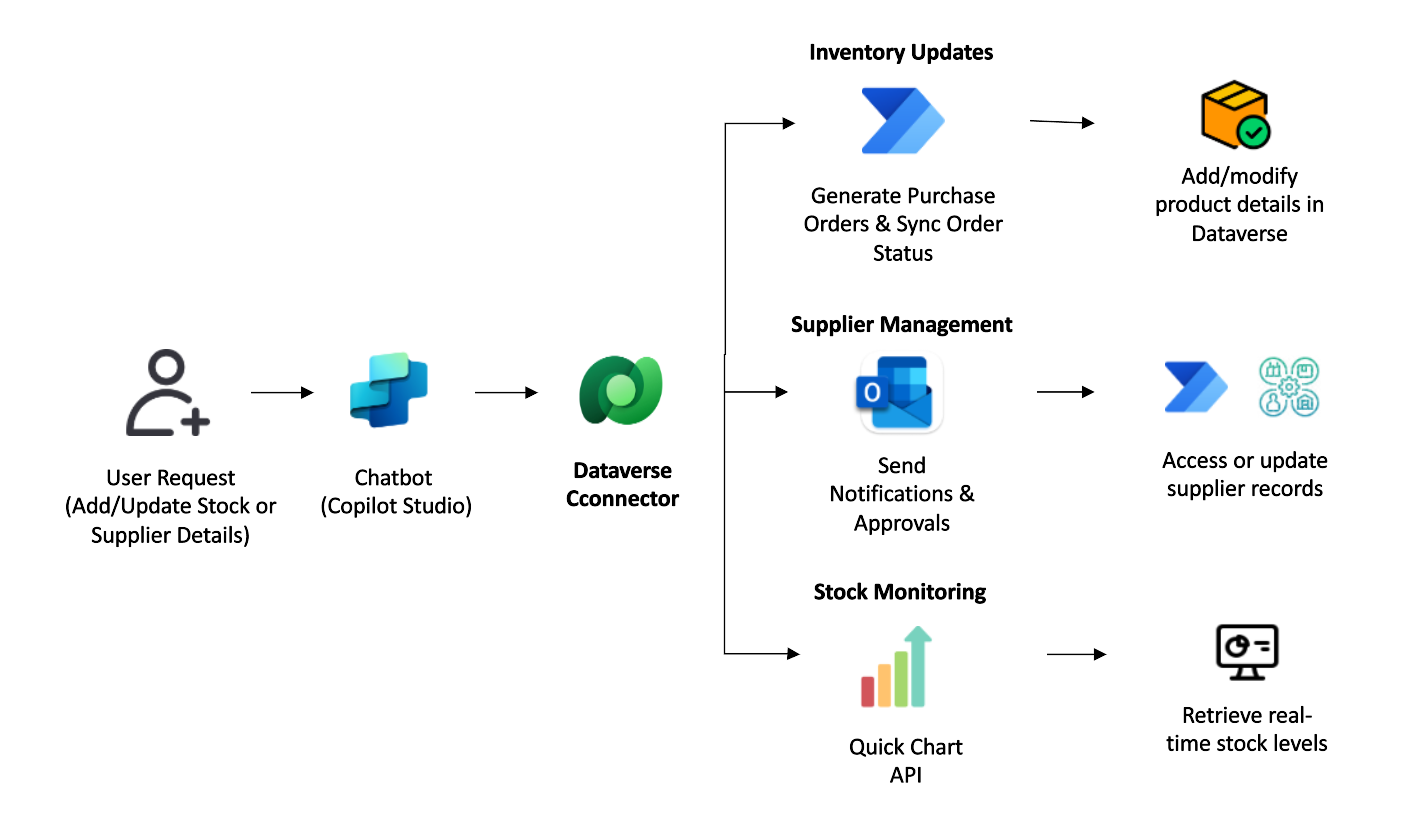 Inventory Updates
Generate Purchase
Orders & Sync Order
Status
Add/modify
product details in
Dataverse
User Request
(Add/Update Stock or
Supplier Details)
Chatbot
(Copilot Studio)
Dataverse
Cconnector
Supplier Management
O
Send
Notifications &
Approvals
Access or update
supplier records
Stock Monitoring
Quick Chart
API
Retrieve real-
time stock levels